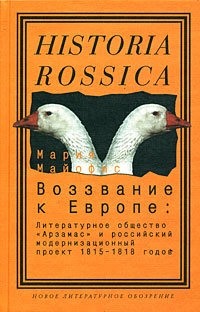 HISTORIA
ROSSICA
Мария
Майофис
Воззвание
к Европе:
Литературное общество
«Арзамас» и российский
модернизационный
проект 1815-1818 годов
НОВОЕ ЛИТЕРАТУРНОЕ ОБОЗРЕНИЕ